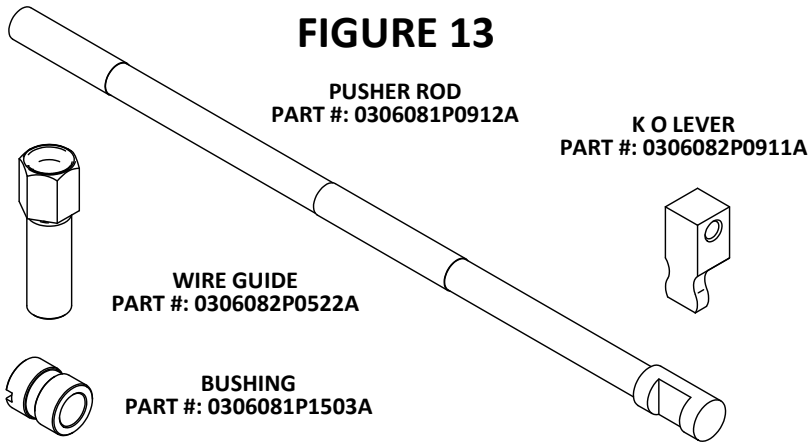 FIGURE 13
PUSHER ROD
PART #: 0306081P0912A
K O LEVER
PART #: 0306082P0911A
WIRE GUIDE
PART #: 0306082P0522A
BUSHING
PART #: 0306081P1503A